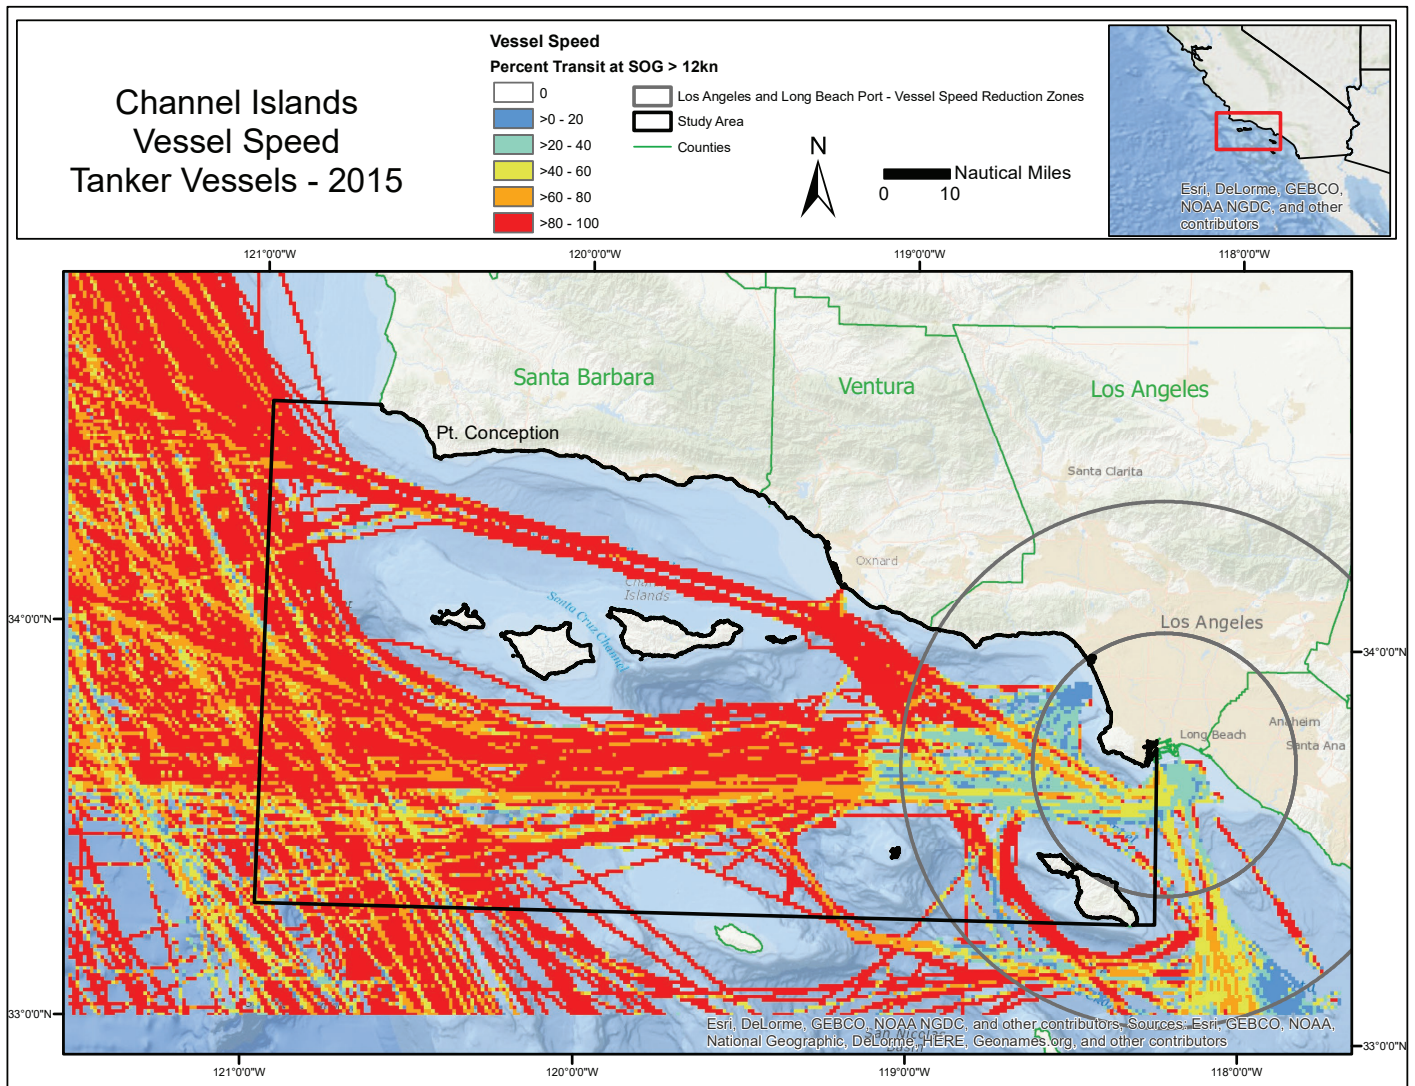 Channel Islands
Vessel Speed
Tanker Vessels - 2015
Vessel Speed
Percent Transit at SOG > 12kn
0
>0 - 20
>20 - 40
>40 - 60
>60 - 80
>80 - 100
Los Angeles and Long Beach Port - Vessel Speed Reduction Zones
Study Area
Counties
N
Nautical Miles
0 10
Esri, DeLorme, GEBCO,
NOAA NGDC, and other
contributors
121°0'0"W 120°0'0"W 119°0'0"W 118°0'0"W
Santa Barbara
Ventura
Los Angeles
Pt. Conception
Santa Clarita
Oxnard
Islands
Santa Cruz Channel
34°0'0"N
Los Angeles
34°0'0"N
Anaheim
Long Beach
Santa Ana
33°0'0"N
Esri, DeLorme, GEBCO, NOAA NGDC, and other contributors, Sources: Esri, GEBCO, NOAA,
National Geographic, DeLorme, HERE, Geonames.org, and other contributors
San Nicolas
Basin
33°0'0"N
121°0'0"W 120°0'0"W 119°0'0"W 118°0'0"W